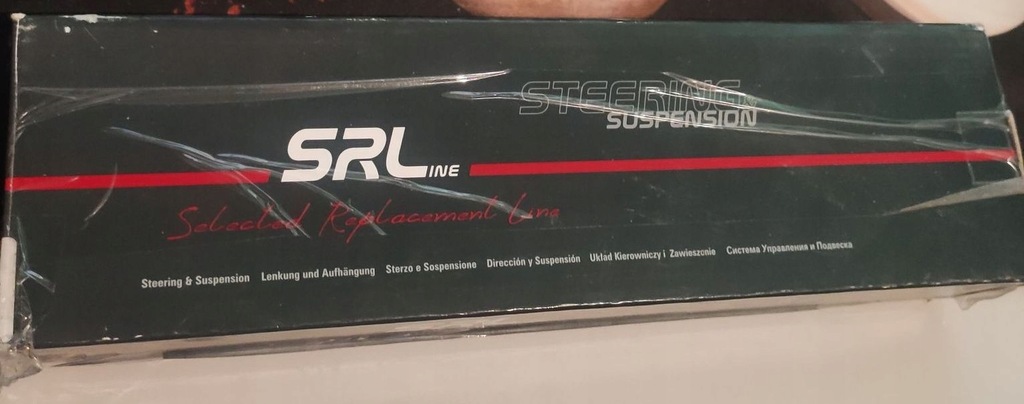 STEERING
SUSPENSION
SRLINE
Selected Replacement Line
Steering & Suspension Lenkung und Aufhängung Sterzo e Sospensione Dirección y Suspensión Układ Kierowniczy i Zawieszonie Система Управления и Подвеска